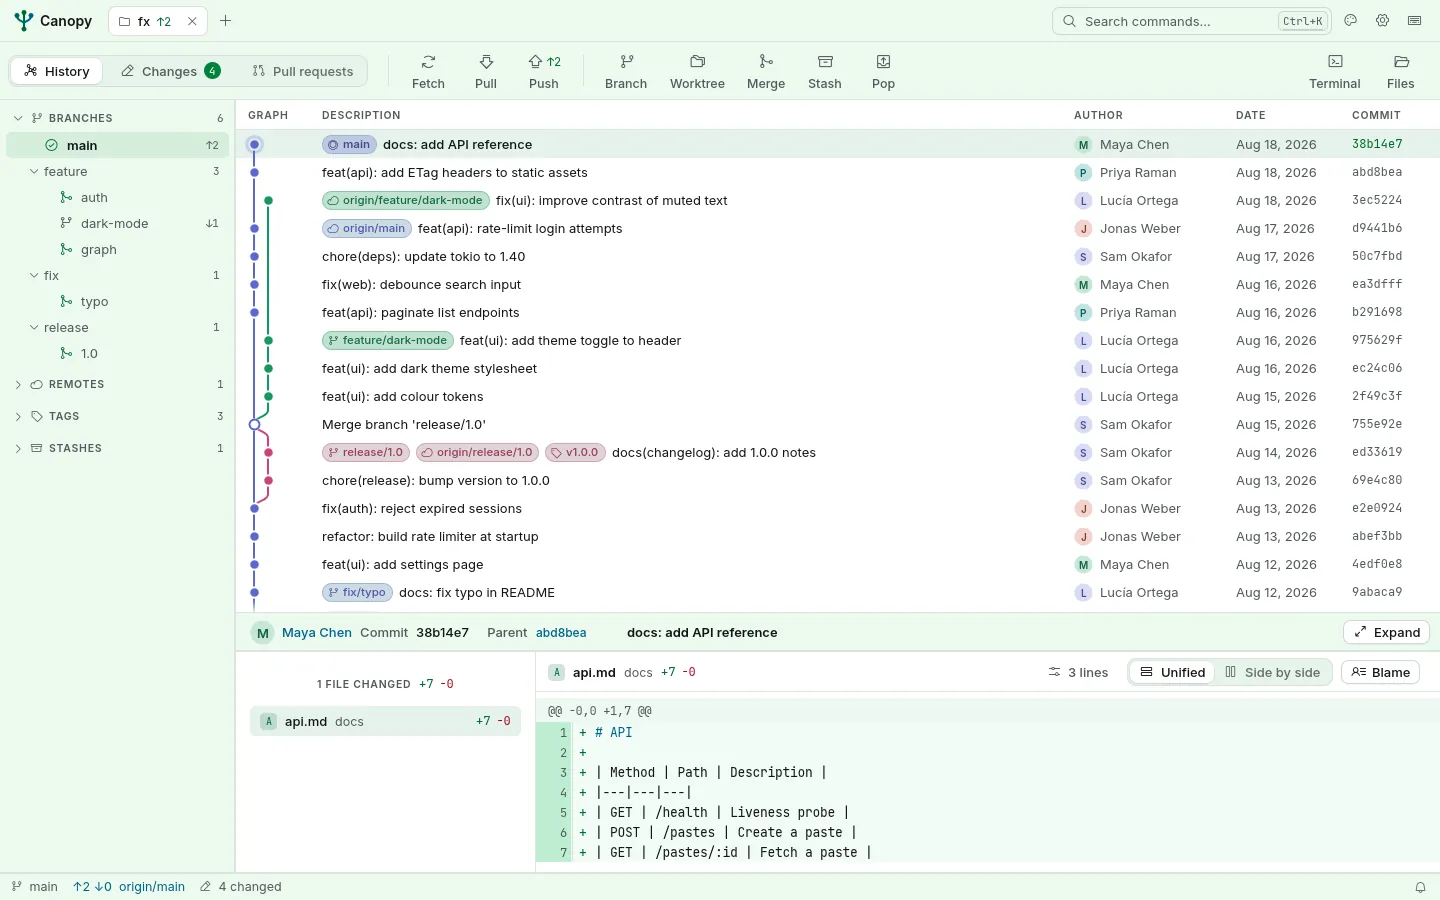 Canopy fx ↑2 Search commands... Ctrl+K
History Changes 4 Pull requests Fetch Pull Push ↑2 Branch Worktree Merge Stash Pop Terminal Files
BRANCHES 6
main ↑2
feature 3
auth
dark-mode ↓1
graph
fix 1
typo
release 1
1.0
REMOTES 1
TAGS 3
STASHES 1
GRAPH DESCRIPTION AUTHOR DATE COMMIT
main docs: add API reference M Maya Chen Aug 18, 2026 38b14e7
feat(api): add ETag headers to static assets P Priya Raman Aug 18, 2026 abd8bea
origin/feature/dark-mode fix(ui): improve contrast of muted text L Lucía Ortega Aug 18, 2026 3ec5224
origin/main feat(api): rate-limit login attempts J Jonas Weber Aug 17, 2026 d9441b6
chore(deps): update tokio to 1.40 S Sam Okafor Aug 17, 2026 50c7fbd
fix(web): debounce search input M Maya Chen Aug 16, 2026 ea3dfff
feat(api): paginate list endpoints P Priya Raman Aug 16, 2026 b291698
feature/dark-mode feat(ui): add theme toggle to header L Lucía Ortega Aug 16, 2026 975629f
feat(ui): add dark theme stylesheet L Lucía Ortega Aug 16, 2026 ec24c06
feat(ui): add colour tokens L Lucía Ortega Aug 15, 2026 2f49c3f
Merge branch 'release/1.0' S Sam Okafor Aug 15, 2026 755e92e
release/1.0 origin/release/1.0 v1.0.0 docs(changelog): add 1.0.0 notes S Sam Okafor Aug 14, 2026 ed33619
chore(release): bump version to 1.0.0 S Sam Okafor Aug 13, 2026 69e4c80
fix(auth): reject expired sessions J Jonas Weber Aug 13, 2026 e2e0924
refactor: build rate limiter at startup J Jonas Weber Aug 13, 2026 abef3bb
feat(ui): add settings page M Maya Chen Aug 12, 2026 4edf0e8
fix/typo docs: fix typo in README L Lucía Ortega Aug 12, 2026 9abaca9
M Maya Chen Commit 38b14e7 Parent abd8bea docs: add API reference Expand
1 FILE CHANGED +7 -0
A api.md docs +7 -0
A api.md docs +7 -0 3 lines Unified Side by side Blame
@@ -0,0 +1,7 @@
1 + # API
2 +
3 + | Method | Path | Description |
4 + |---|---|---|
5 + | GET | /health | Liveness probe |
6 + | POST | /pastes | Create a paste |
7 + | GET | /pastes/:id | Fetch a paste |
main ↑2 ↓0 origin/main 4 changed